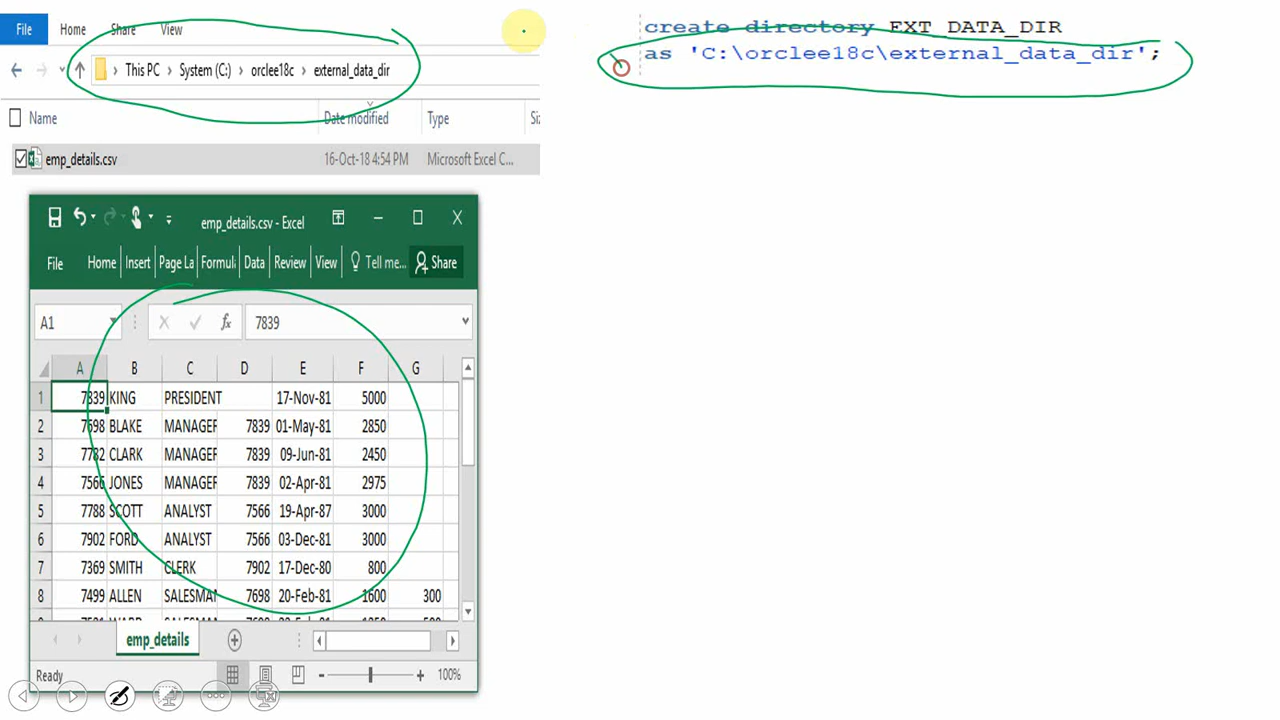 File Home Share View
This PC > System (C:) > orclee18c > external_data_dir
Name Date modified Type
emp_details.csv 16-Oct-18 4:54 PM Microsoft Excel C...
emp_details.csv - Excel
File Home Insert Page La Formula Data Review View Tell me... Share
A1 fx 7839
A B C D E F G
1 7839 KING PRESIDENT 17-Nov-81 5000
2 7698 BLAKE MANAGER 7839 01-May-81 2850
3 7782 CLARK MANAGER 7839 09-Jun-81 2450
4 7566 JONES MANAGER 7839 02-Apr-81 2975
5 7788 SCOTT ANALYST 7566 19-Apr-87 3000
6 7902 FORD ANALYST 7566 03-Dec-81 3000
7 7369 SMITH CLERK 7902 17-Dec-80 800
8 7499 ALLEN SALESMAN 7698 20-Feb-81 1600 300
emp_details
Ready 100%
create directory EXT_DATA_DIR
as 'C:\orclee18c\external_data_dir';